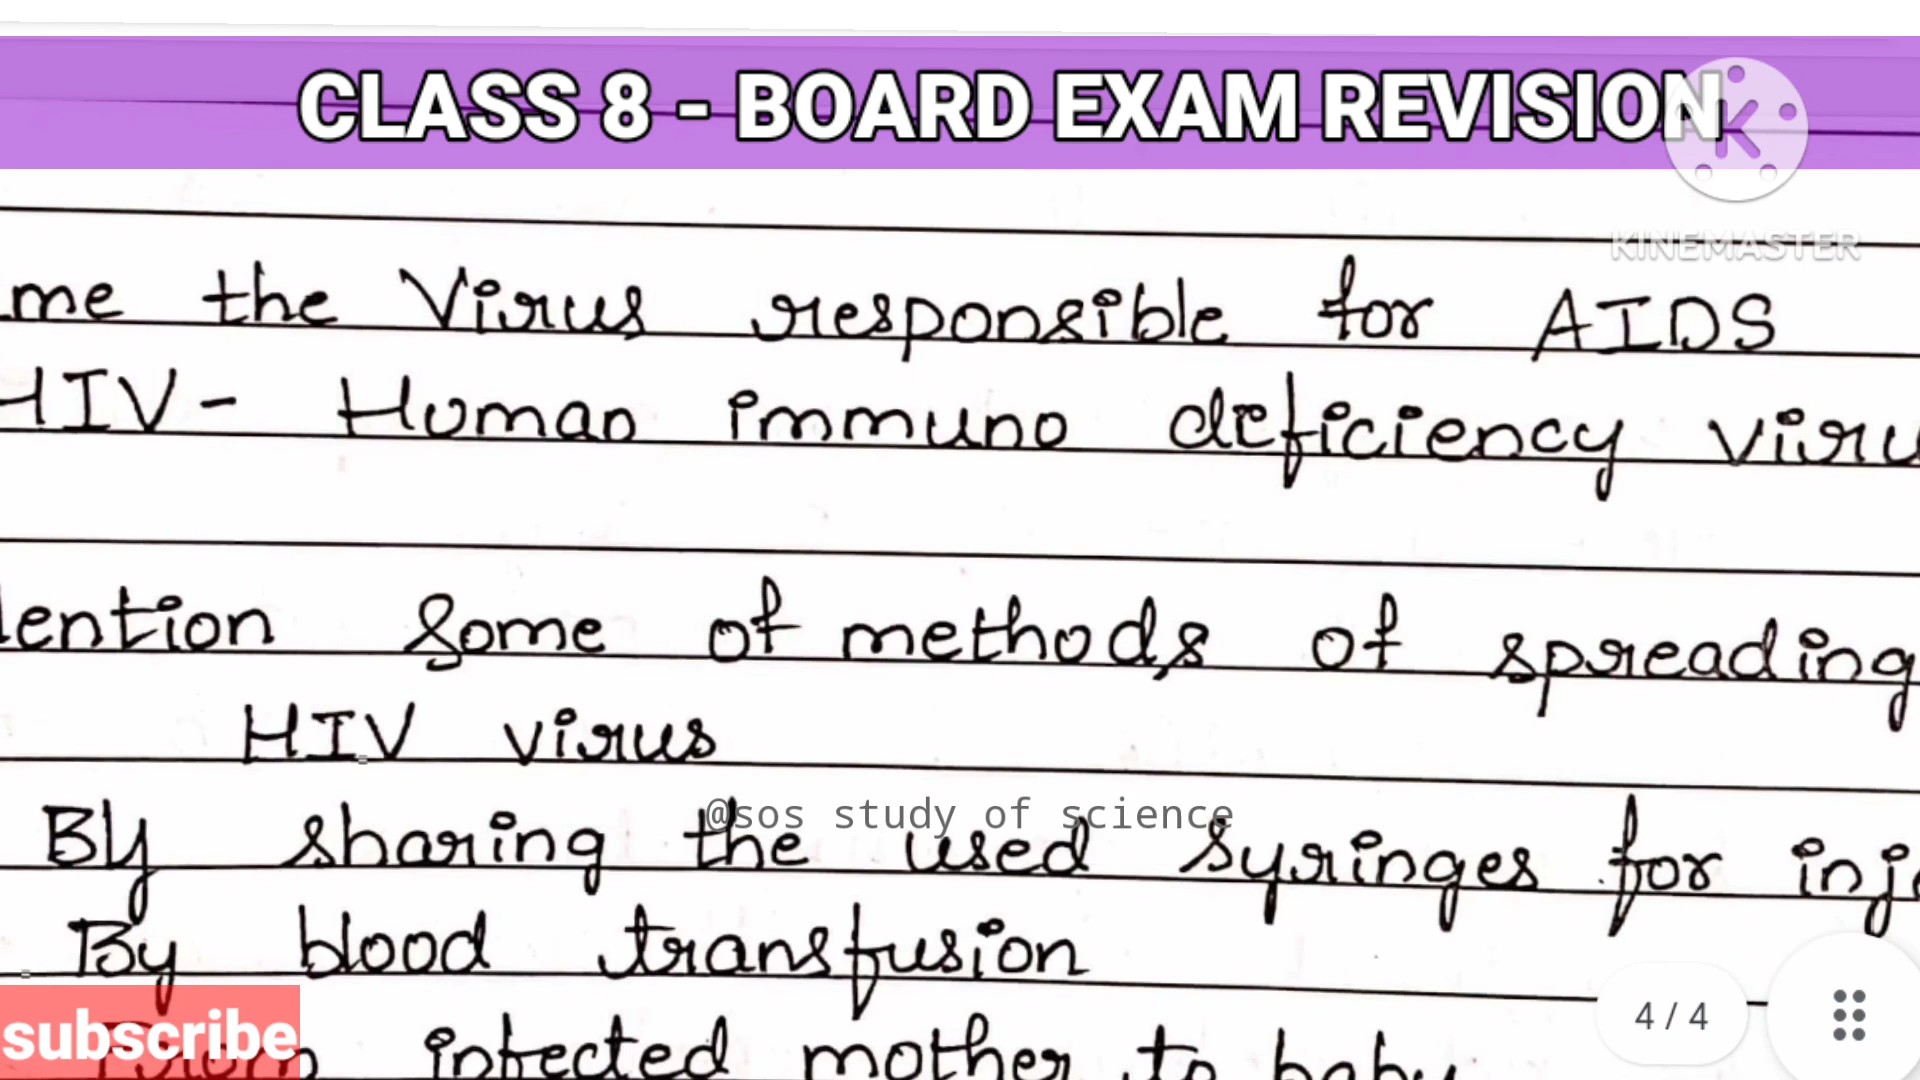 CLASS 8 - BOARD EXAM REVISION
KINEMASTER
me the Virus responsible for AIDS
HIV- Human immuno deficiency viru
ention Some of methods of spreading
HIV virus
@sos study of science
By sharing the used syringes for inje
By blood transfusion
subscribe
From infected mother to baby
4 / 4